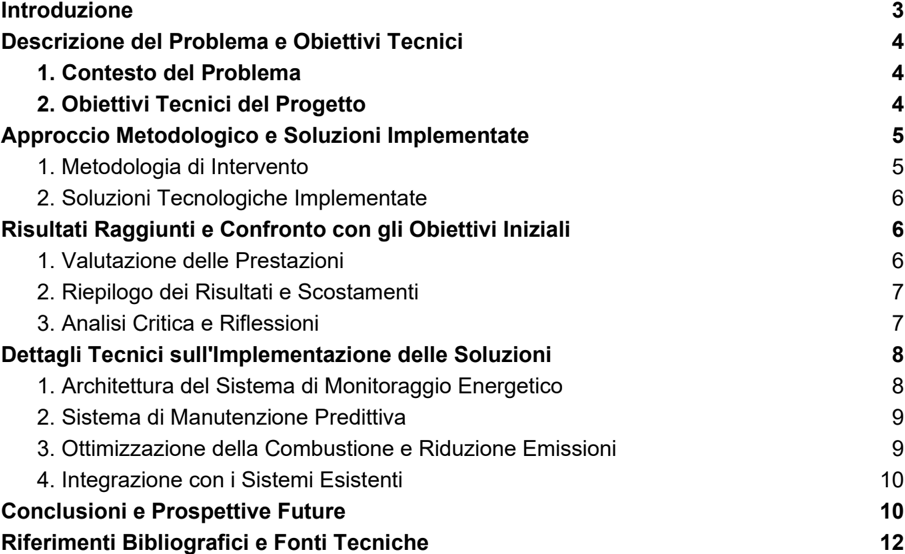 Introduzione 3
Descrizione del Problema e Obiettivi Tecnici 4
1. Contesto del Problema 4
2. Obiettivi Tecnici del Progetto 4
Approccio Metodologico e Soluzioni Implementate 5
1. Metodologia di Intervento 5
2. Soluzioni Tecnologiche Implementate 6
Risultati Raggiunti e Confronto con gli Obiettivi Iniziali 6
1. Valutazione delle Prestazioni 6
2. Riepilogo dei Risultati e Scostamenti 7
3. Analisi Critica e Riflessioni 7
Dettagli Tecnici sull'Implementazione delle Soluzioni 8
1. Architettura del Sistema di Monitoraggio Energetico 8
2. Sistema di Manutenzione Predittiva 9
3. Ottimizzazione della Combustione e Riduzione Emissioni 9
4. Integrazione con i Sistemi Esistenti 10
Conclusioni e Prospettive Future 10
Riferimenti Bibliografici e Fonti Tecniche 12